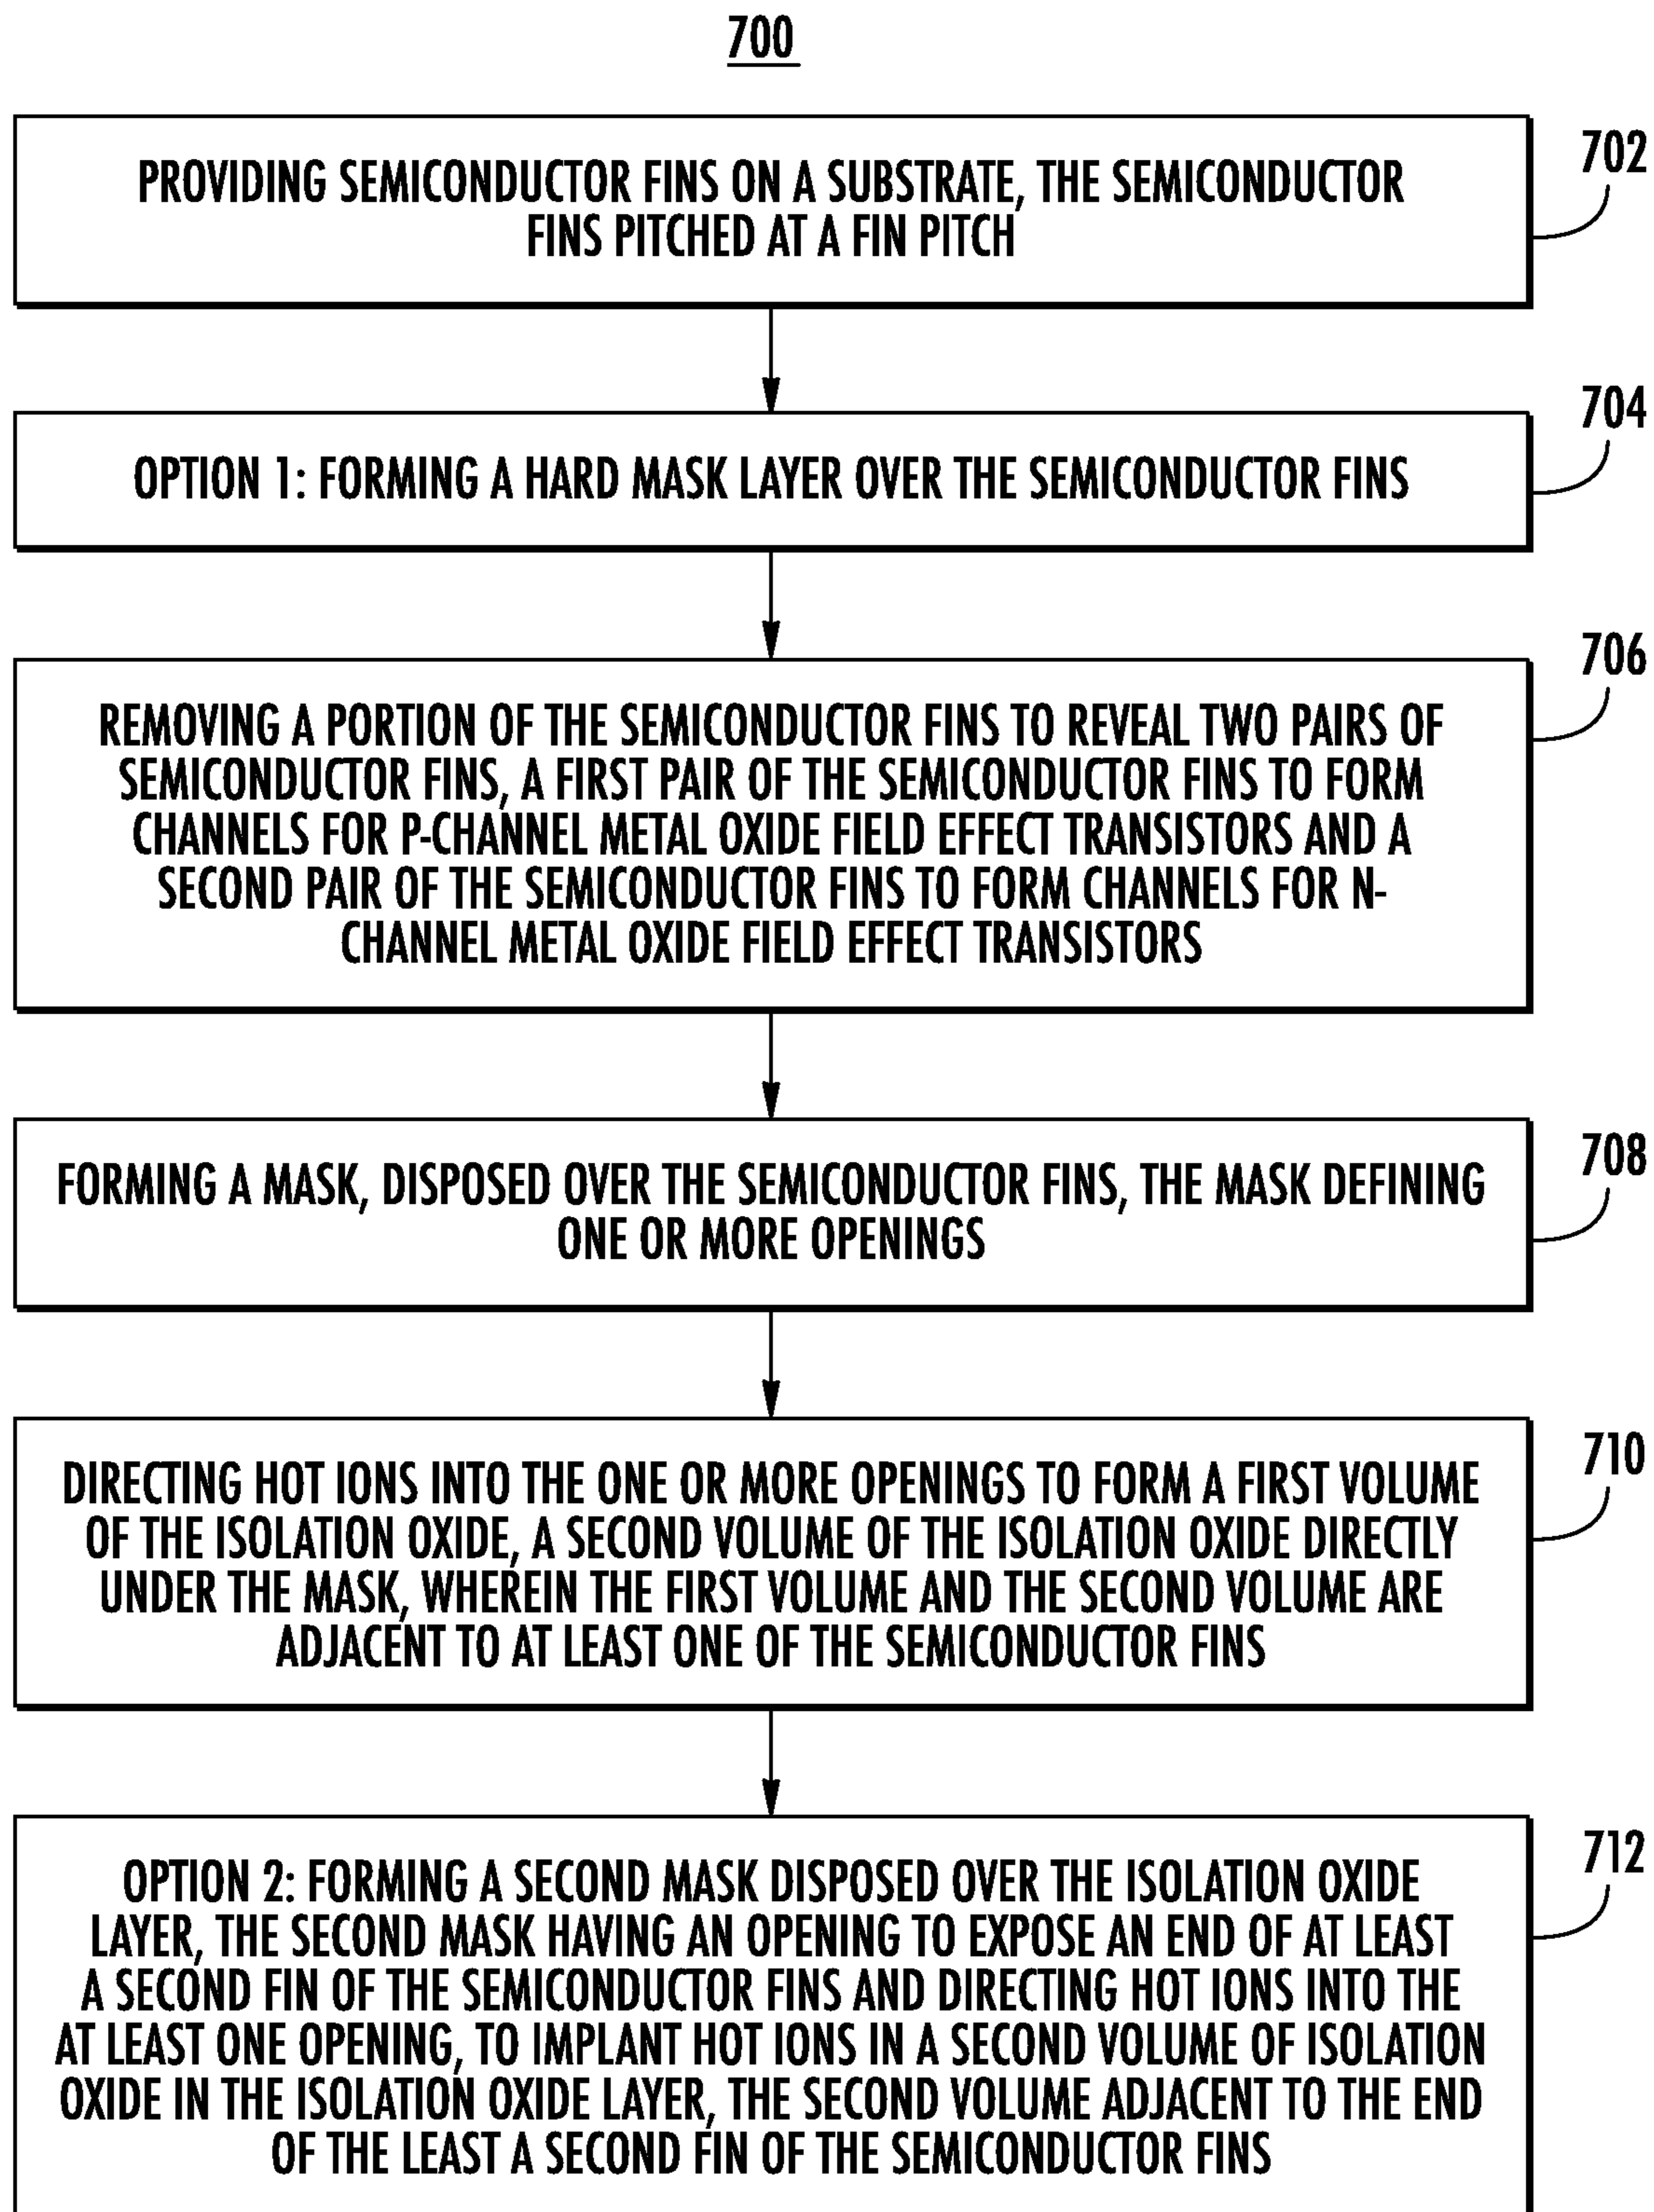 700
PROVIDING SEMICONDUCTOR FINS ON A SUBSTRATE, THE SEMICONDUCTOR
FINS PITCHED AT A FIN PITCH
702
OPTION 1: FORMING A HARD MASK LAYER OVER THE SEMICONDUCTOR FINS
704
REMOVING A PORTION OF THE SEMICONDUCTOR FINS TO REVEAL TWO PAIRS OF
SEMICONDUCTOR FINS, A FIRST PAIR OF THE SEMICONDUCTOR FINS TO FORM
CHANNELS FOR P-CHANNEL METAL OXIDE FIELD EFFECT TRANSISTORS AND A
SECOND PAIR OF THE SEMICONDUCTOR FINS TO FORM CHANNELS FOR N-
CHANNEL METAL OXIDE FIELD EFFECT TRANSISTORS
706
FORMING A MASK, DISPOSED OVER THE SEMICONDUCTOR FINS, THE MASK DEFINING
ONE OR MORE OPENINGS
708
DIRECTING HOT IONS INTO THE ONE OR MORE OPENINGS TO FORM A FIRST VOLUME
OF THE ISOLATION OXIDE, A SECOND VOLUME OF THE ISOLATION OXIDE DIRECTLY
UNDER THE MASK, WHEREIN THE FIRST VOLUME AND THE SECOND VOLUME ARE
ADJACENT TO AT LEAST ONE OF THE SEMICONDUCTOR FINS
710
OPTION 2: FORMING A SECOND MASK DISPOSED OVER THE ISOLATION OXIDE
LAYER, THE SECOND MASK HAVING AN OPENING TO EXPOSE AN END OF AT LEAST
A SECOND FIN OF THE SEMICONDUCTOR FINS AND DIRECTING HOT IONS INTO THE
AT LEAST ONE OPENING, TO IMPLANT HOT IONS IN A SECOND VOLUME OF ISOLATION
OXIDE IN THE ISOLATION OXIDE LAYER, THE SECOND VOLUME ADJACENT TO THE END
OF THE LEAST A SECOND FIN OF THE SEMICONDUCTOR FINS
712